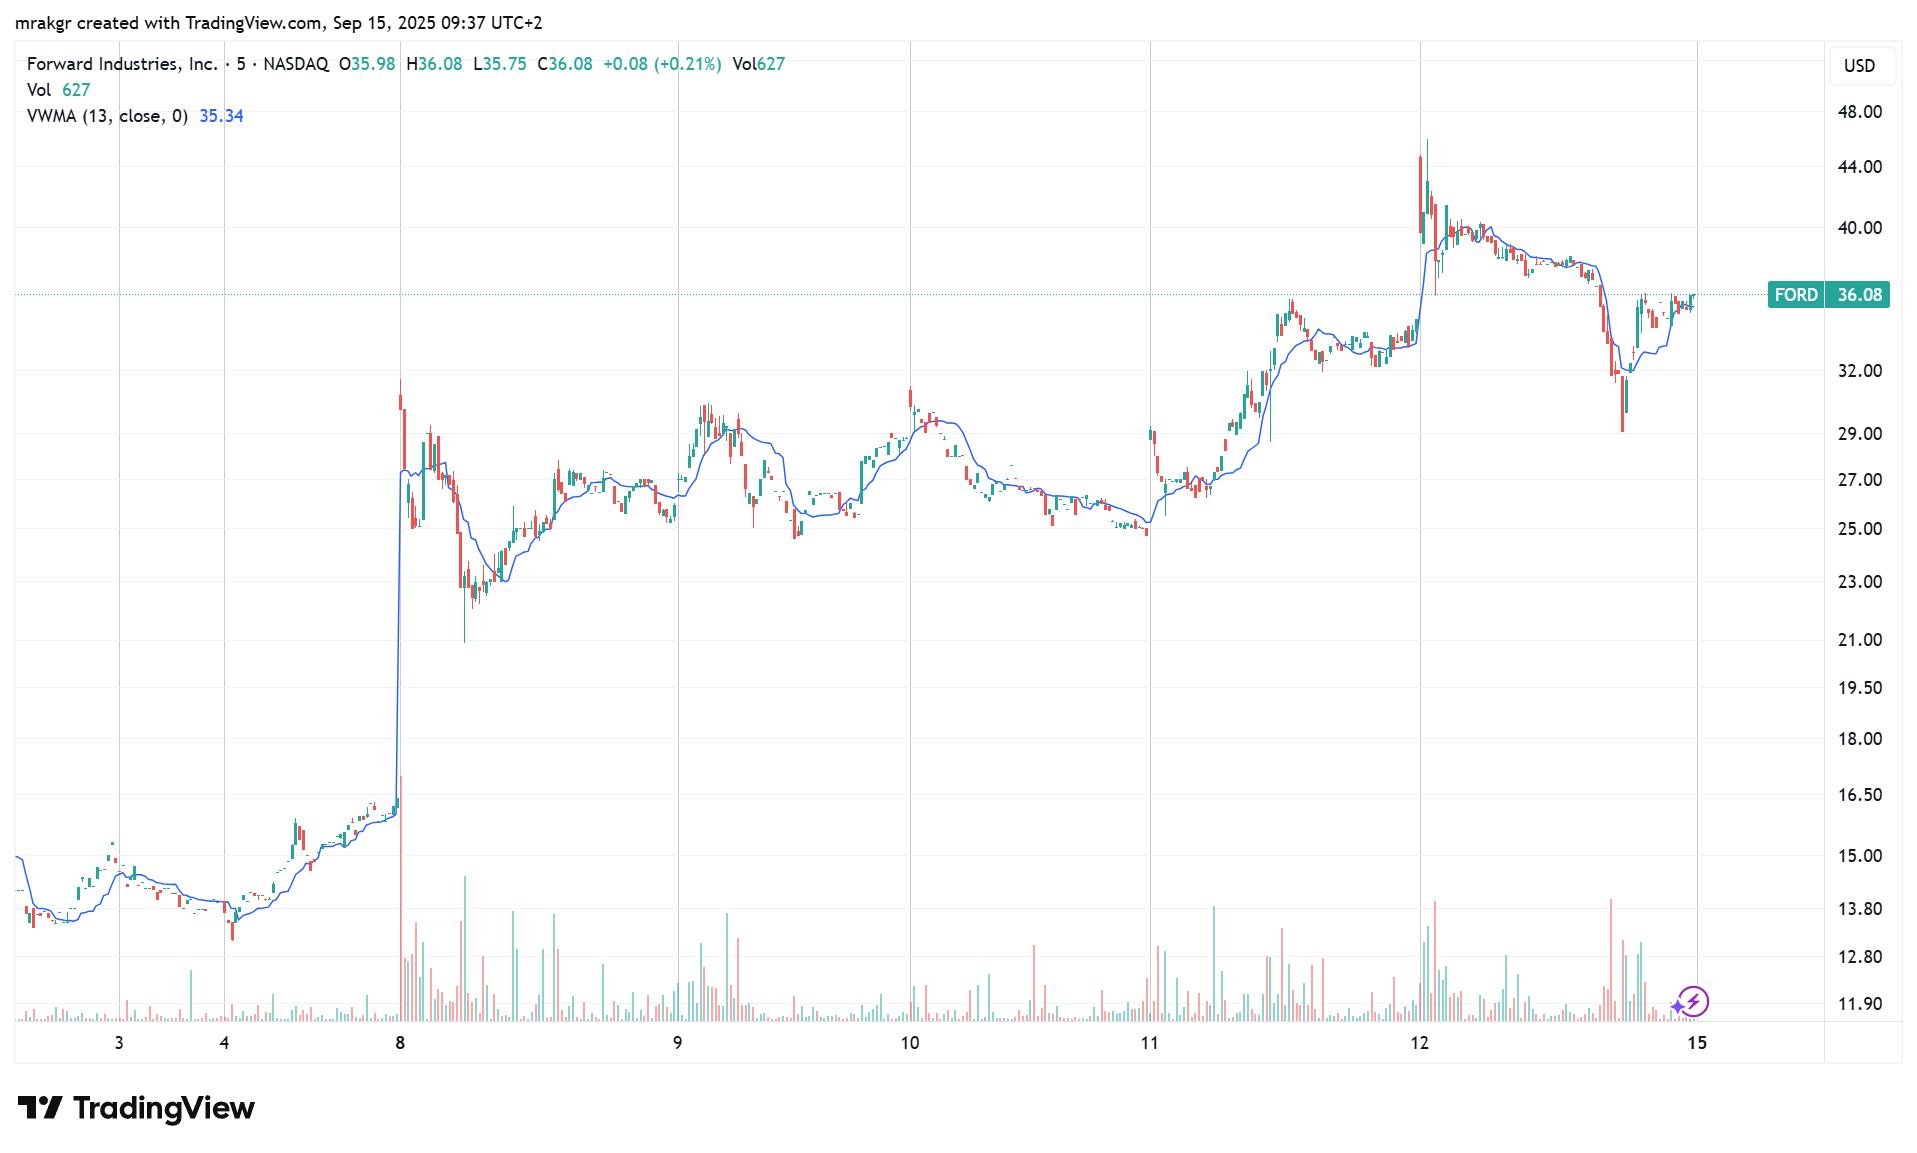 mrakgr created with TradingView.com, Sep 15, 2025 09:37 UTC+2
Forward Industries, Inc. · 5 · NASDAQ O35.98 H36.08 L35.75 C36.08 +0.08 (+0.21%) Vol627
Vol 627
VWMA (13, close, 0) 35.34
USD
48.00
44.00
40.00
FORD 36.08
32.00
29.00
27.00
25.00
23.00
21.00
19.50
18.00
16.50
15.00
13.80
12.80
11.90
3 4 8 9 10 11 12 15
TradingView